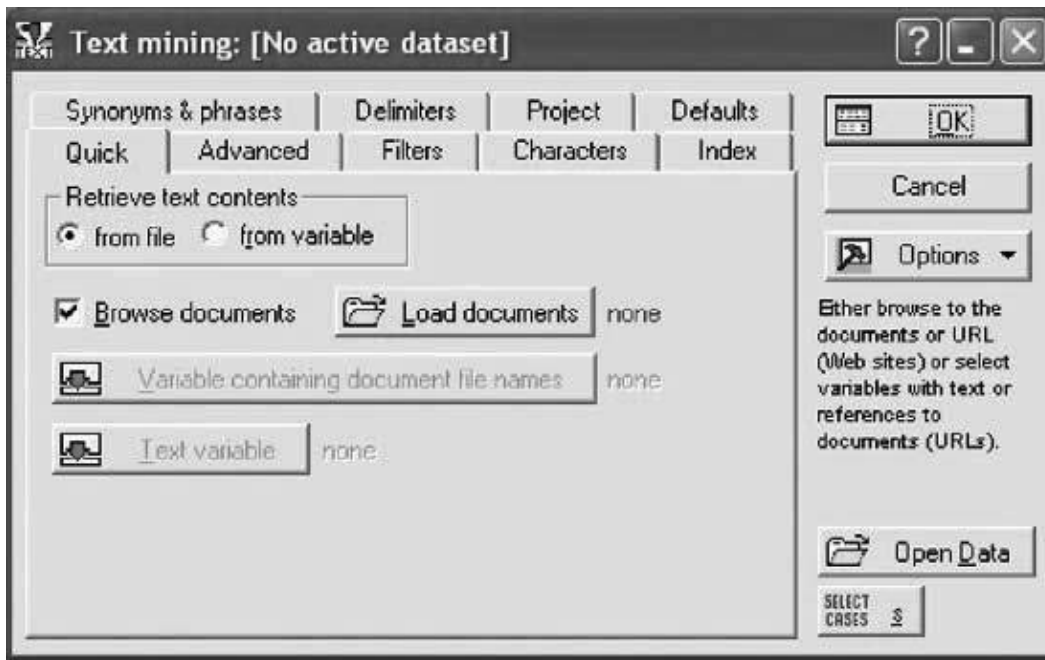 Text mining: [No active dataset]
Synonyms & phrases Delimiters Project Defaults
Quick Advanced Filters Characters Index
Retrieve text contents
from file from variable
Browse documents Load documents none
Variable containing document file names none
Text variable none
OK
Cancel
Options
Either browse to the
documents or URL
(Web sites) or select
variables with text or
references to
documents (URLs).
Open Data
SELECT
CASES S